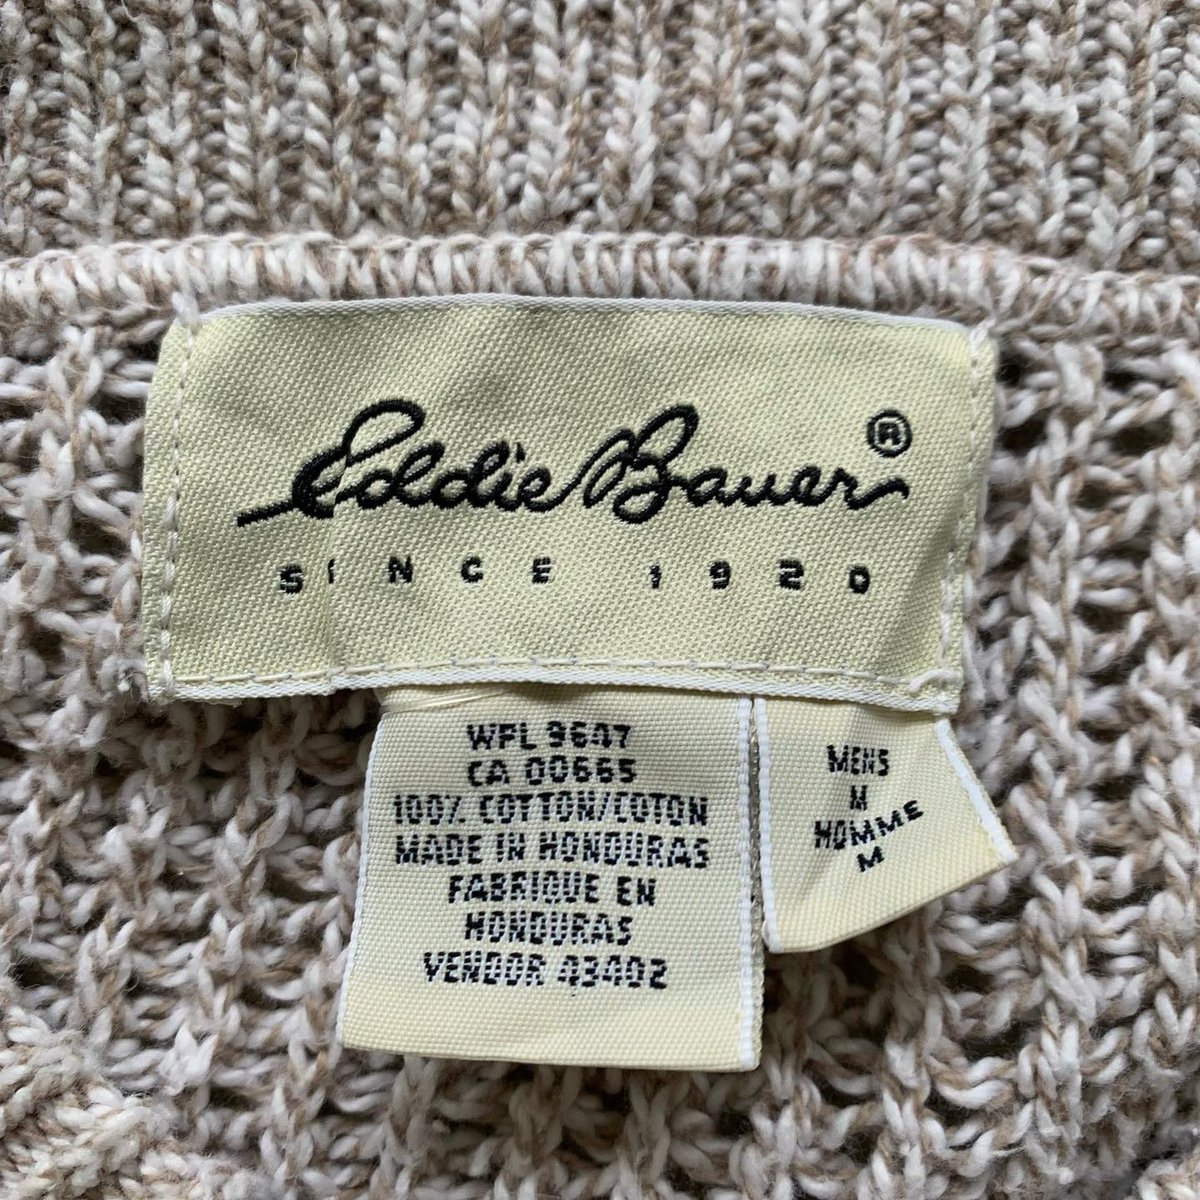 Eddie Bauer®
SINCE 1920
WPL 9607
CA 00665
100% COTTON/COTON
MADE IN HONDURAS
FABRIQUE EN
HONDURAS
VENDOR 43402
MENS
M
HOMME
M